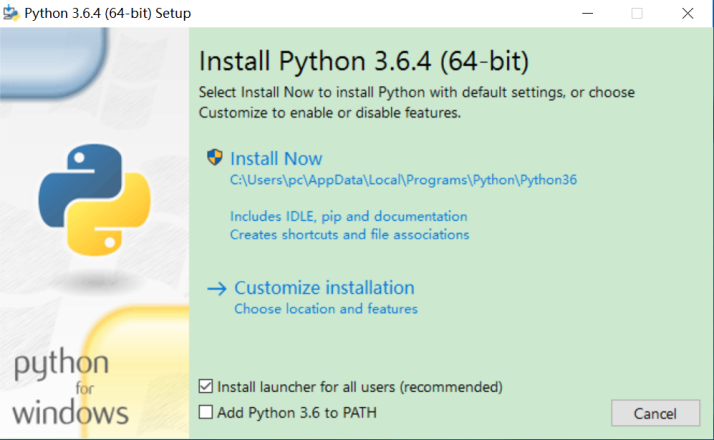 Python 3.6.4 (64-bit) Setup
Install Python 3.6.4 (64-bit)
Select Install Now to install Python with default settings, or choose
Customize to enable or disable features.
Install Now
C:\Users\pc\AppData\Local\Programs\Python\Python36
Includes IDLE, pip and documentation
Creates shortcuts and file associations
Customize installation
Choose location and features
python
for
windows
Install launcher for all users (recommended)
Add Python 3.6 to PATH
Cancel